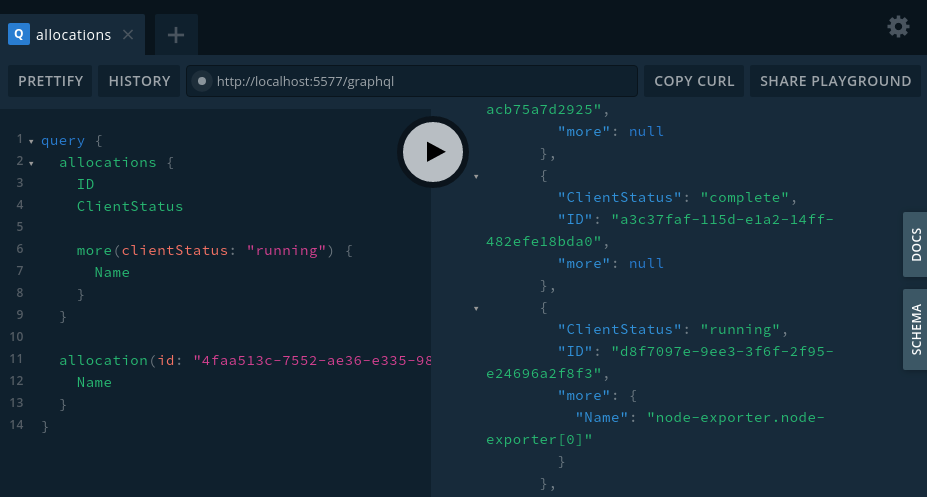 Q allocations
PRETTIFY HISTORY http://localhost:5577/graphql COPY CURL SHARE PLAYGROUND
1 query {
2 allocations {
3 ID
4 ClientStatus
5
6 more(clientStatus: "running") {
7 Name
8 }
9 }
10
11 allocation(id: "4faa513c-7552-ae36-e335-98
12 Name
13 }
14 }
acb75a7d2925",
"more": null
},
{
"ClientStatus": "complete",
"ID": "a3c37faf-115d-e1a2-14ff-
482efe18bda0",
"more": null
},
{
"ClientStatus": "running",
"ID": "d8f7097e-9ee3-3f6f-2f95-
e24696a2f8f3",
"more": {
"Name": "node-exporter.node-
exporter[0]"
}
},
DOCS
SCHEMA